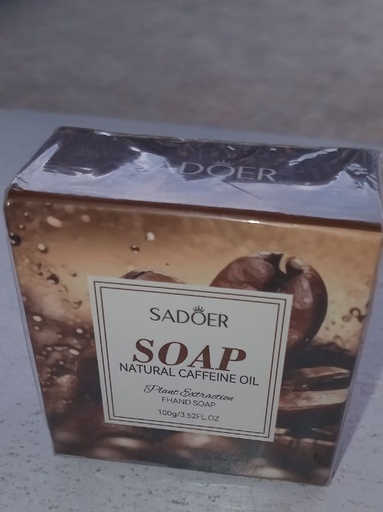 SADOER
SADOER
SOAP
NATURAL CAFFEINE OIL
Plant Extraction
FHAND SOAP
100g/3.52FL.OZ